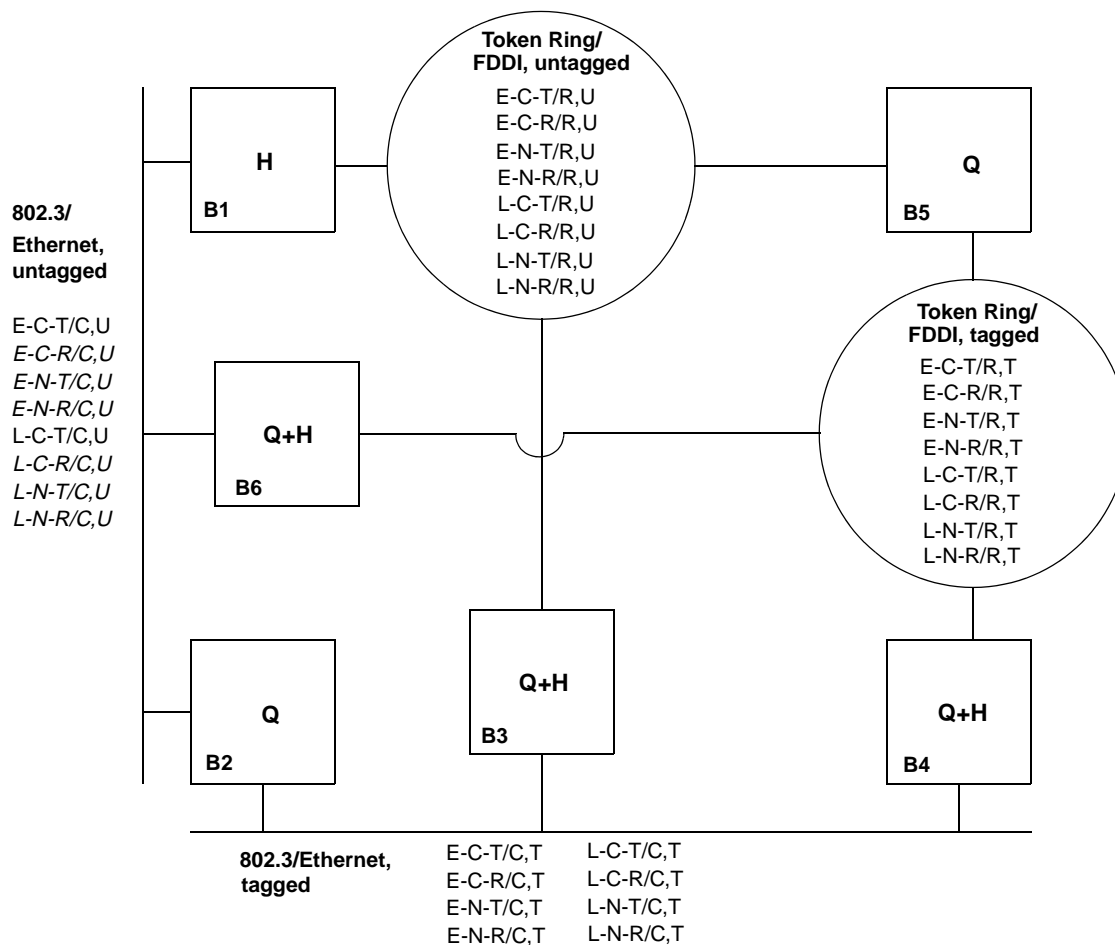 Token Ring/
FDDI, untagged
E-C-T/R,U
E-C-R/R,U
E-N-T/R,U
E-N-R/R,U
L-C-T/R,U
L-C-R/R,U
L-N-T/R,U
L-N-R/R,U
H
B1
Q
B5
802.3/
Ethernet,
untagged
E-C-T/C,U
E-C-R/C,U
E-N-T/C,U
E-N-R/C,U
L-C-T/C,U
L-C-R/C,U
L-N-T/C,U
L-N-R/C,U
Token Ring/
FDDI, tagged
E-C-T/R,T
E-C-R/R,T
E-N-T/R,T
E-N-R/R,T
L-C-T/R,T
L-C-R/R,T
L-N-T/R,T
L-N-R/R,T
Q+H
B6
Q
B2
Q+H
B3
Q+H
B4
802.3/Ethernet,
tagged
E-C-T/C,T
E-C-R/C,T
E-N-T/C,T
E-N-R/C,T
L-C-T/C,T
L-C-R/C,T
L-N-T/C,T
L-N-R/C,T